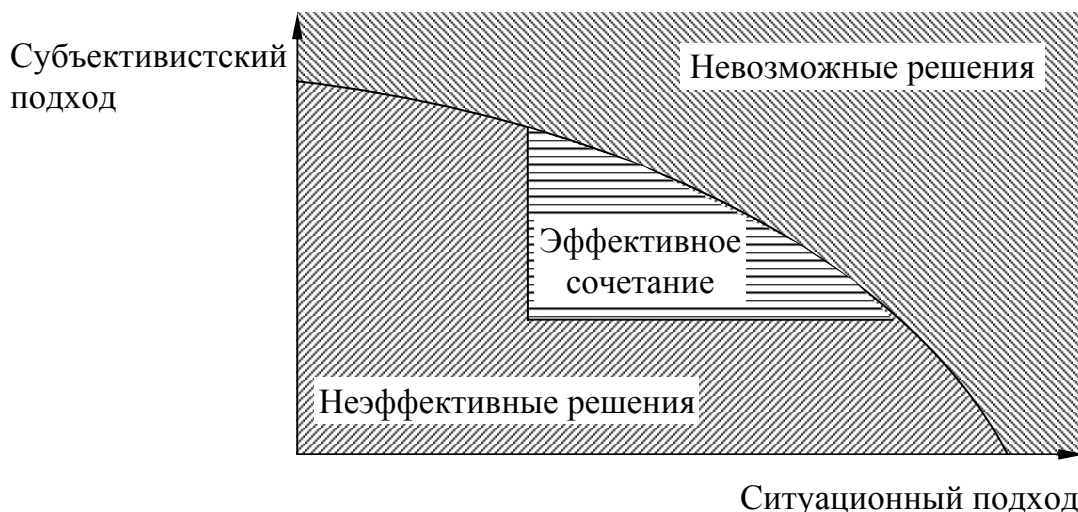 Субъективистский
подход
Невозможные решения
Эффективное
сочетание
Неэффективные решения
Ситуационный подход